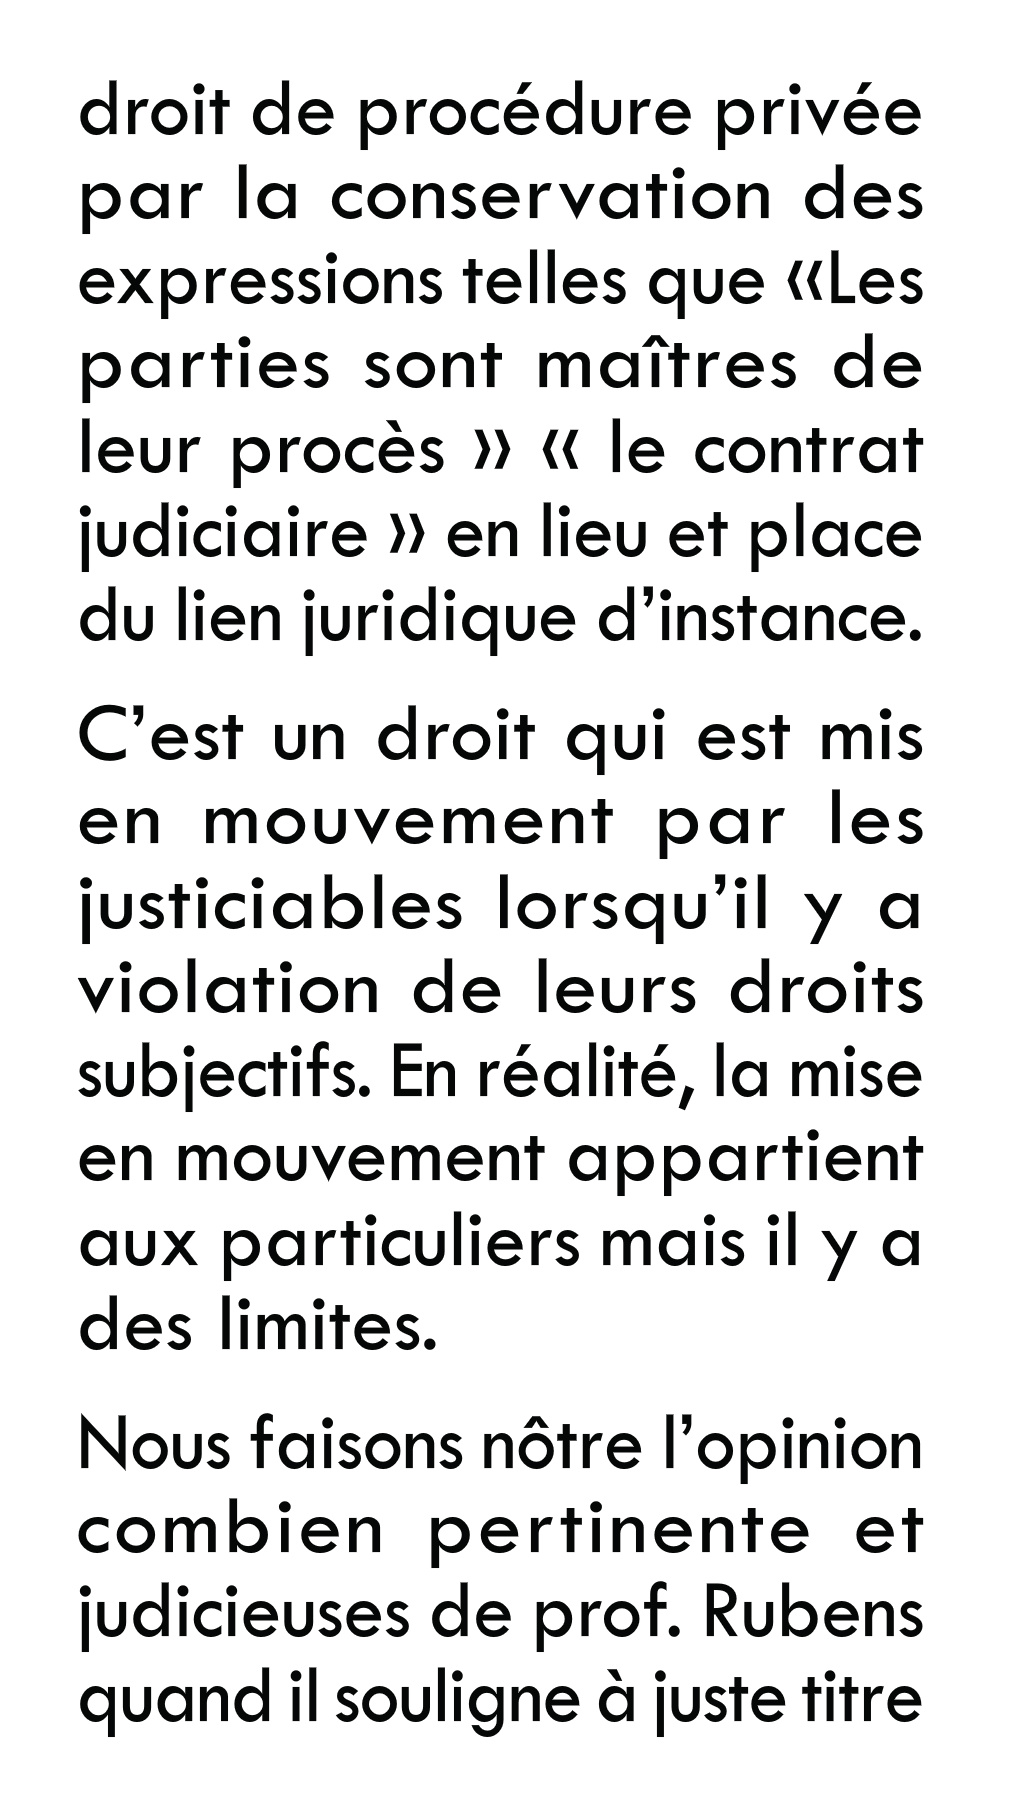 droit de procédure privée
par la conservation des
expressions telles que «Les
parties sont maîtres de
leur procès » « le contrat
judiciaire » en lieu et place
du lien juridique d’instance.
C’est un droit qui est mis
en mouvement par les
justiciables lorsqu’il y a
violation de leurs droits
subjectifs. En réalité, la mise
en mouvement appartient
aux particuliers mais il y a
des limites.
Nous faisons nôtre l’opinion
combien pertinente et
judicieuses de prof. Rubens
quand il souligne à juste titre